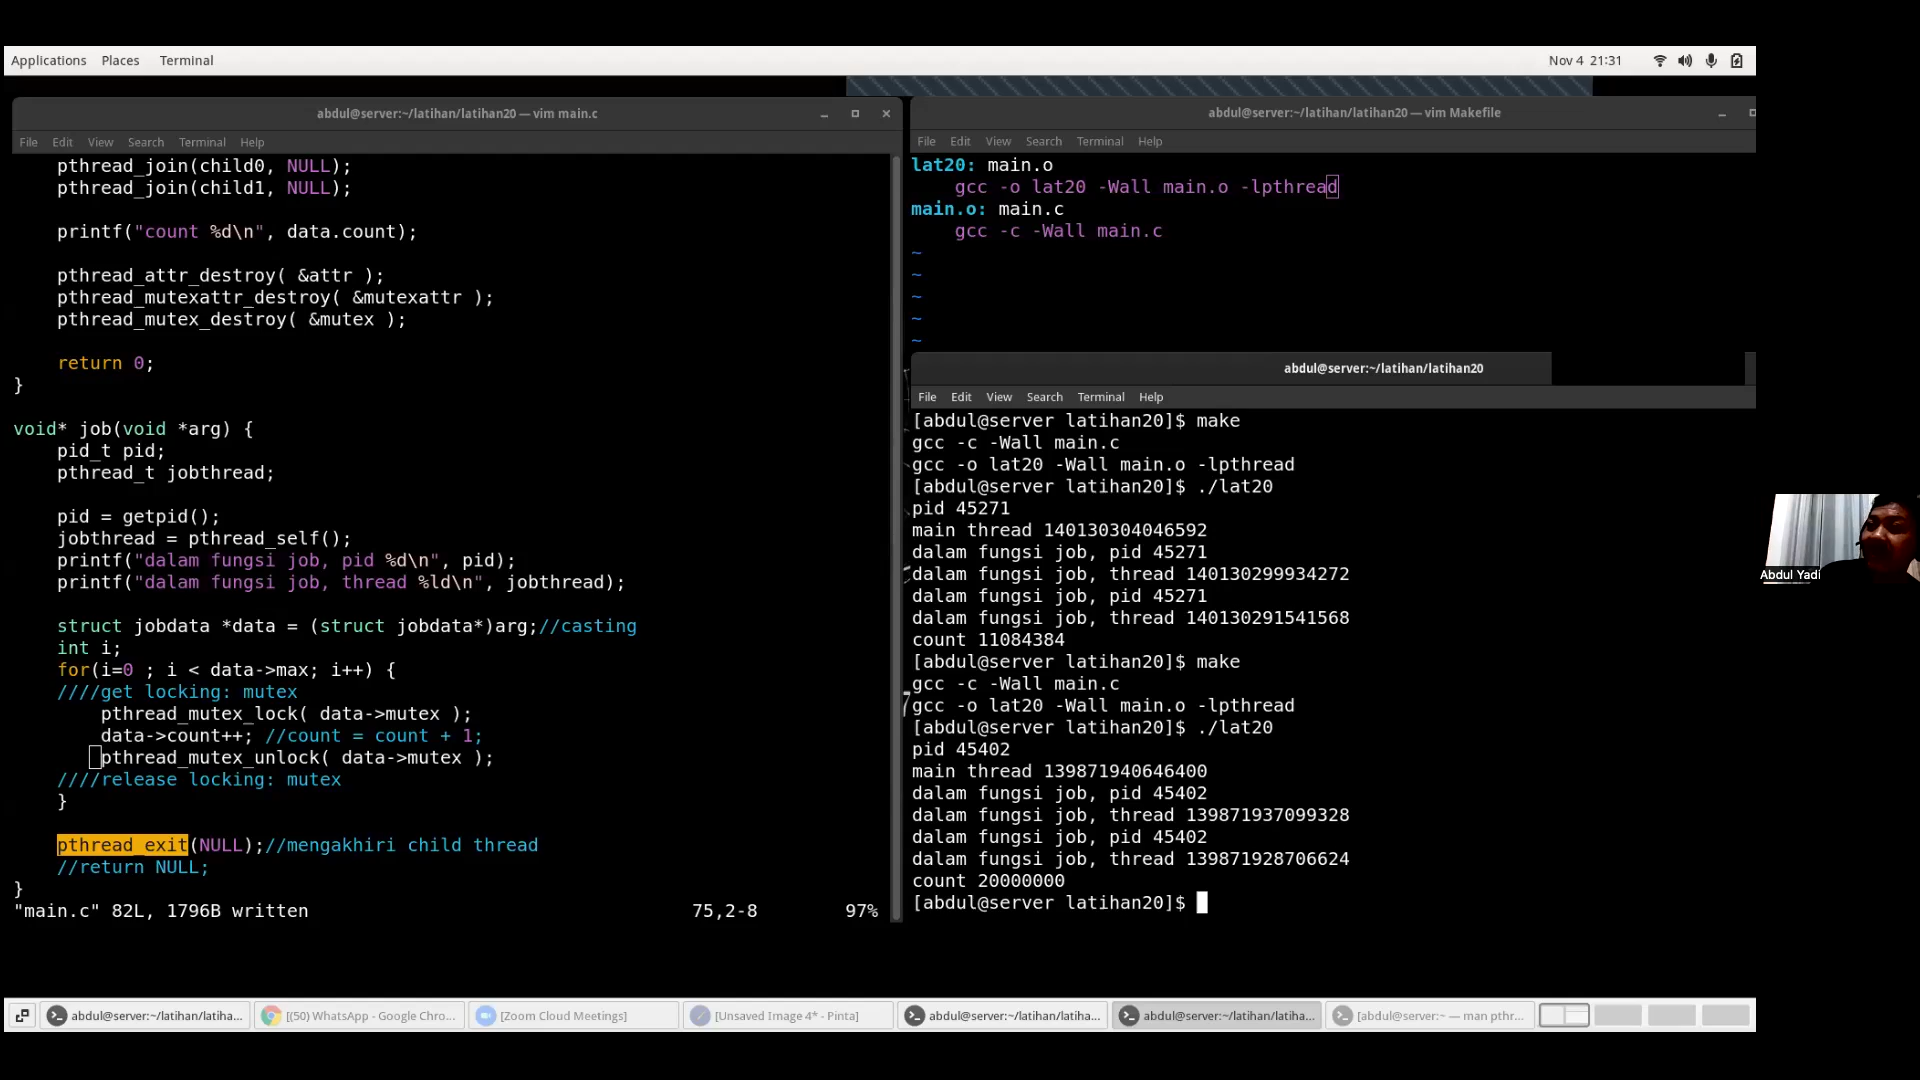 Applications Places Terminal
Nov 4 21:31
abdul@server:~/latihan/latihan20 — vim main.c
File Edit View Search Terminal Help
pthread_join(child0, NULL);
pthread_join(child1, NULL);
printf("count %d\n", data.count);
pthread_attr_destroy( &attr );
pthread_mutexattr_destroy( &mutexattr );
pthread_mutex_destroy( &mutex );
return 0;
}
void* job(void *arg) {
pid_t pid;
pthread_t jobthread;
pid = getpid();
jobthread = pthread_self();
printf("dalam fungsi job, pid %d\n", pid);
printf("dalam fungsi job, thread %ld\n", jobthread);
struct jobdata *data = (struct jobdata*)arg;//casting
int i;
for(i=0 ; i < data->max; i++) {
////get locking: mutex
pthread_mutex_lock( data->mutex );
data->count++; //count = count + 1;
pthread_mutex_unlock( data->mutex );
////release locking: mutex
}
pthread_exit(NULL);//mengakhiri child thread
//return NULL;
}
"main.c" 82L, 1796B written 75,2-8 97%
abdul@server:~/latihan/latihan20 — vim Makefile
File Edit View Search Terminal Help
lat20: main.o
gcc -o lat20 -Wall main.o -lpthread
main.o: main.c
gcc -c -Wall main.c
~
~
~
~
~
abdul@server:~/latihan/latihan20
File Edit View Search Terminal Help
[abdul@server latihan20]$ make
gcc -c -Wall main.c
gcc -o lat20 -Wall main.o -lpthread
[abdul@server latihan20]$ ./lat20
pid 45271
main thread 140130304046592
dalam fungsi job, pid 45271
dalam fungsi job, thread 140130299934272
dalam fungsi job, pid 45271
dalam fungsi job, thread 140130291541568
count 11084384
[abdul@server latihan20]$ make
gcc -c -Wall main.c
gcc -o lat20 -Wall main.o -lpthread
[abdul@server latihan20]$ ./lat20
pid 45402
main thread 139871940646400
dalam fungsi job, pid 45402
dalam fungsi job, thread 139871937099328
dalam fungsi job, pid 45402
dalam fungsi job, thread 139871928706624
count 20000000
[abdul@server latihan20]$
Abdul Yadi
abdul@server:~/latihan/latiha...
[(50) WhatsApp - Google Chro...
[Zoom Cloud Meetings]
[Unsaved Image 4* - Pinta]
abdul@server:~/latihan/latiha...
abdul@server:~/latihan/latiha...
[abdul@server:~ — man pthr...